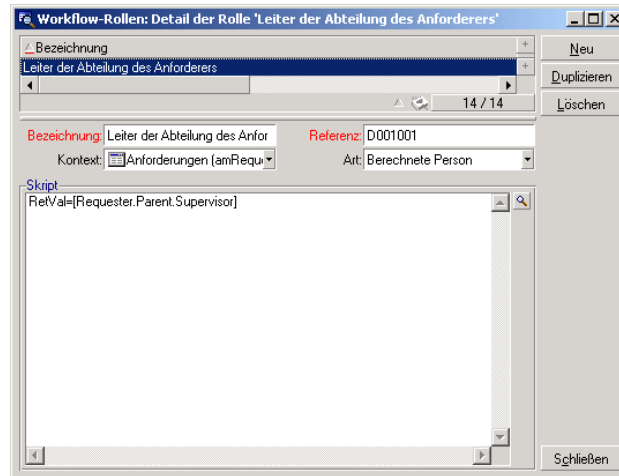 Workflow-Rollen: Detail der Rolle 'Leiter der Abteilung des Anforderers'
Bezeichnung
Neu
Leiter der Abteilung des Anforderers
Duplizieren
14 / 14
Löschen
Bezeichnung: Leiter der Abteilung des Anfor Referenz: D001001
Kontext: Anforderungen (amRequ Art: Berechnete Person
Skript
RetVal=[Requester.Parent.Supervisor]
Schließen